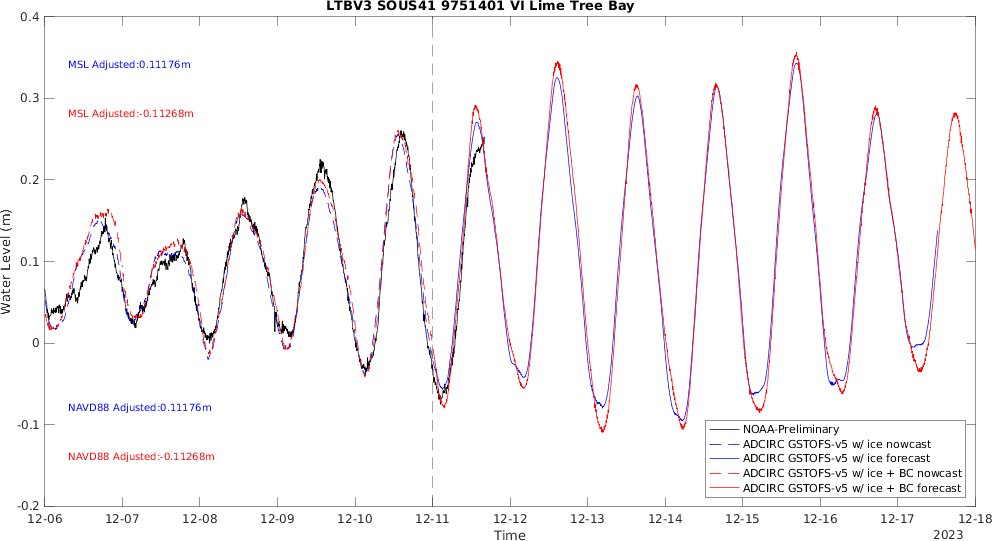 LTBV3 SOUS41 9751401 VI Lime Tree Bay
0.4
0.3
0.2
0.1
0
-0.1
-0.2
Water Level (m)
MSL Adjusted:0.11176m
MSL Adjusted:-0.11268m
NAVD88 Adjusted:0.11176m
NAVD88 Adjusted:-0.11268m
NOAA-Preliminary
ADCIRC GSTOFS-v5 w/ ice nowcast
ADCIRC GSTOFS-v5 w/ ice forecast
ADCIRC GSTOFS-v5 w/ ice + BC nowcast
ADCIRC GSTOFS-v5 w/ ice + BC forecast
12-06 12-07 12-08 12-09 12-10 12-11 12-12 12-13 12-14 12-15 12-16 12-17 12-18
Time
2023